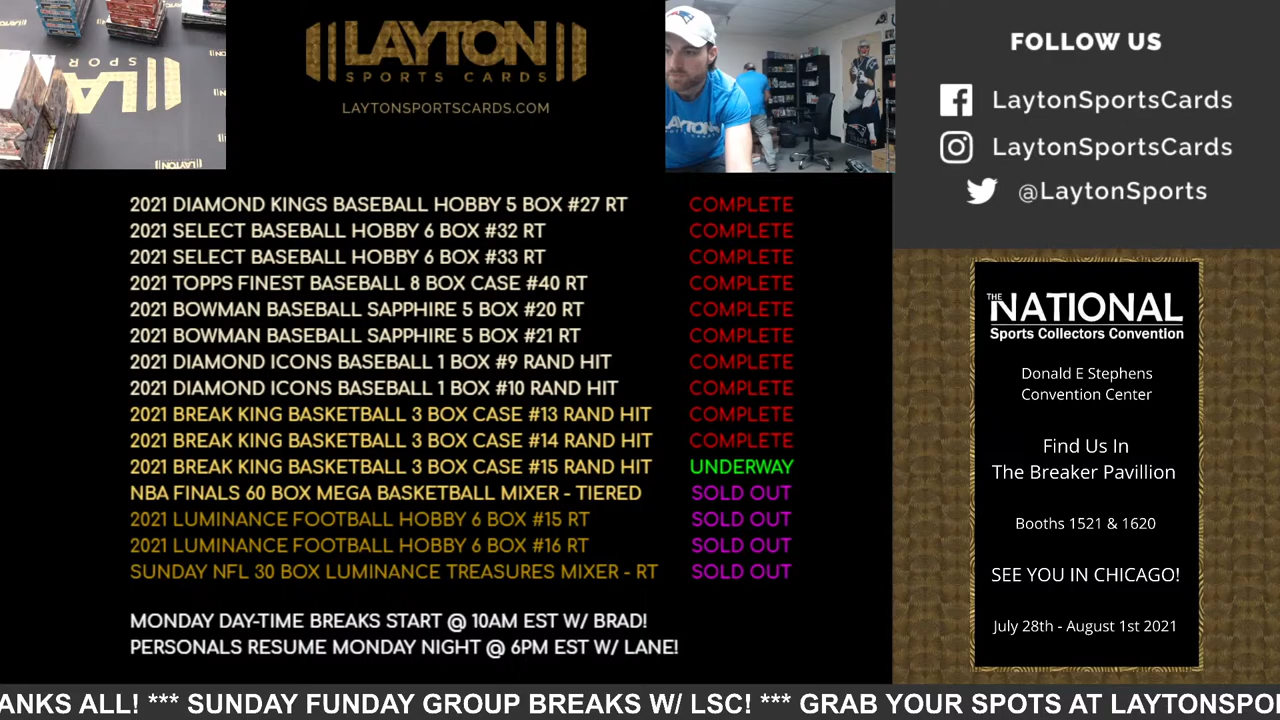 LAYTON
SPORTS CARDS
LAYTONSPORTSCARDS.COM
2021 DIAMOND KINGS BASEBALL HOBBY 5 BOX #27 RT COMPLETE
2021 SELECT BASEBALL HOBBY 6 BOX #32 RT COMPLETE
2021 SELECT BASEBALL HOBBY 6 BOX #33 RT COMPLETE
2021 TOPPS FINEST BASEBALL 8 BOX CASE #40 RT COMPLETE
2021 BOWMAN BASEBALL SAPPHIRE 5 BOX #20 RT COMPLETE
2021 BOWMAN BASEBALL SAPPHIRE 5 BOX #21 RT COMPLETE
2021 DIAMOND ICONS BASEBALL 1 BOX #9 RAND HIT COMPLETE
2021 DIAMOND ICONS BASEBALL 1 BOX #10 RAND HIT COMPLETE
2021 BREAK KING BASKETBALL 3 BOX CASE #13 RAND HIT COMPLETE
2021 BREAK KING BASKETBALL 3 BOX CASE #14 RAND HIT COMPLETE
2021 BREAK KING BASKETBALL 3 BOX CASE #15 RAND HIT UNDERWAY
NBA FINALS 60 BOX MEGA BASKETBALL MIXER - TIERED SOLD OUT
2021 LUMINANCE FOOTBALL HOBBY 6 BOX #15 RT SOLD OUT
2021 LUMINANCE FOOTBALL HOBBY 6 BOX #16 RT SOLD OUT
SUNDAY NFL 30 BOX LUMINANCE TREASURES MIXER - RT SOLD OUT
MONDAY DAY-TIME BREAKS START @ 10AM EST W/ BRAD!
PERSONALS RESUME MONDAY NIGHT @ 6PM EST W/ LANE!
FOLLOW US
LaytonSportsCards
LaytonSportsCards
@LaytonSports
THE NATIONAL
Sports Collectors Convention
Donald E Stephens
Convention Center
Find Us In
The Breaker Pavillion
Booths 1521 & 1620
SEE YOU IN CHICAGO!
July 28th - August 1st 2021
ANKS ALL! *** SUNDAY FUNDAY GROUP BREAKS W/ LSC! *** GRAB YOUR SPOTS AT LAYTONSPO
LAYTON